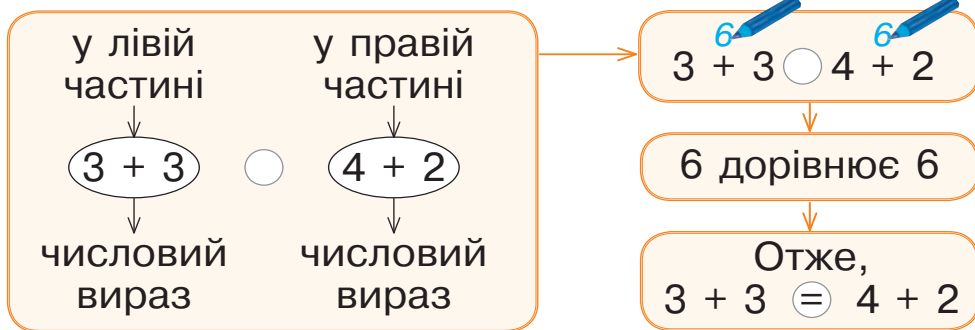 у лівій
частині
у правій
частині
3 + 3 ○ 4 + 2
числовий
вираз
числовий
вираз
6 6
3 + 3 ○ 4 + 2
6 дорівнює 6
Отже,
3 + 3 = 4 + 2